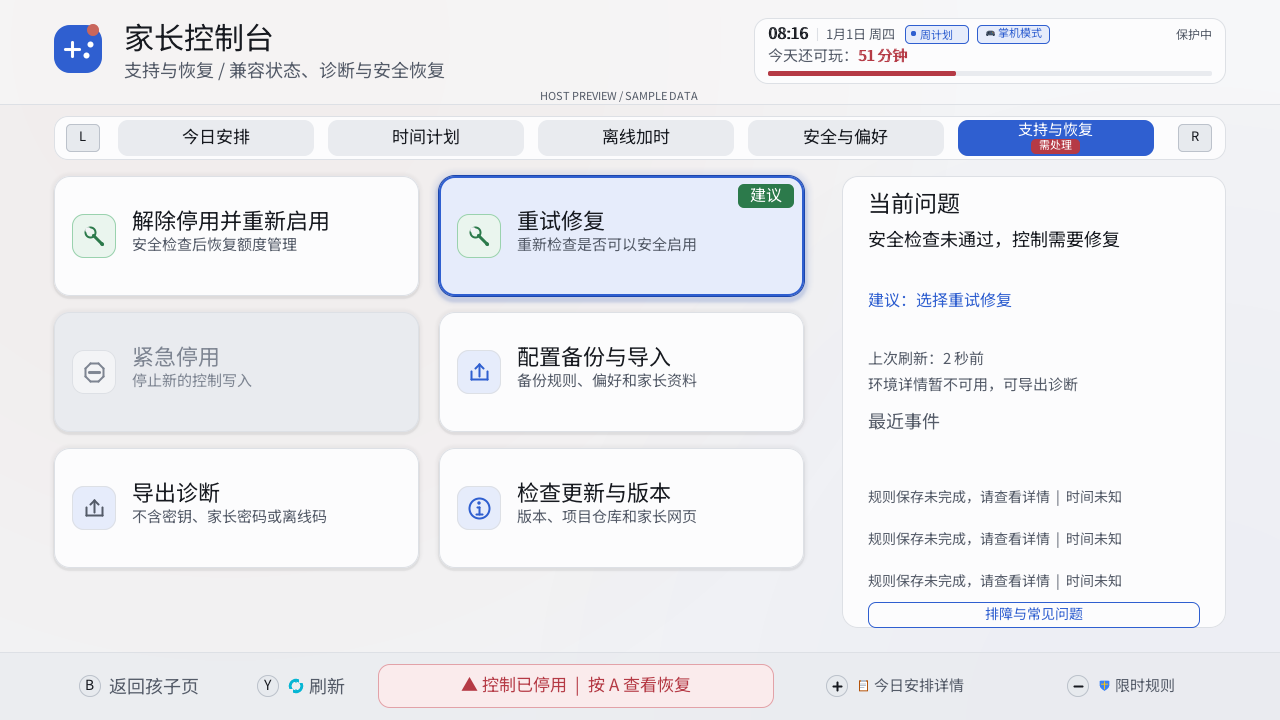 家长控制台
支持与恢复 / 兼容状态、诊断与安全恢复
08:16 1月1日 周四 周计划 掌机模式 保护中
今天还可玩：51 分钟
HOST PREVIEW / SAMPLE DATA
L 今日安排 时间计划 离线加时 安全与偏好 支持与恢复 R
需处理
解除停用并重新启用
安全检查后恢复额度管理
建议
重试修复
重新检查是否可以安全启用
紧急停用
停止新的控制写入
配置备份与导入
备份规则、偏好和家长资料
导出诊断
不含密钥、家长密码或离线码
检查更新与版本
版本、项目仓库和家长网页
当前问题
安全检查未通过，控制需要修复
建议：选择重试修复
上次刷新：2 秒前
环境详情暂不可用，可导出诊断
最近事件
规则保存未完成，请查看详情｜时间未知
规则保存未完成，请查看详情｜时间未知
规则保存未完成，请查看详情｜时间未知
排障与常见问题
B 返回孩子页 Y 刷新 控制已停用｜按 A 查看恢复 + 今日安排详情 − 限时规则